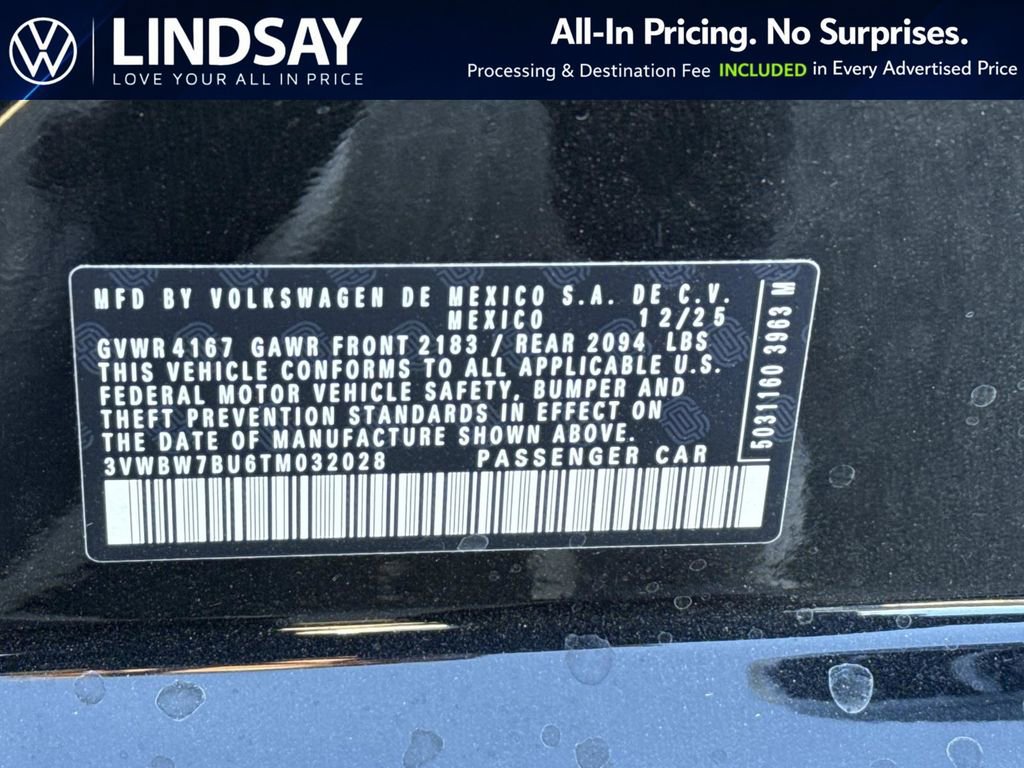 LINDSAY
LOVE YOUR ALL IN PRICE
All-In Pricing. No Surprises.
Processing & Destination Fee INCLUDED in Every Advertised Price
MFD BY VOLKSWAGEN DE MEXICO S.A. DE C.V.
MEXICO 12/25
GVWR 4167 GAWR FRONT 2183 / REAR 2094 LBS
THIS VEHICLE CONFORMS TO ALL APPLICABLE U.S.
FEDERAL MOTOR VEHICLE SAFETY, BUMPER AND
THEFT PREVENTION STANDARDS IN EFFECT ON
THE DATE OF MANUFACTURE SHOWN ABOVE.
3VWBW7BU6TM032028 PASSENGER CAR
5031160 3963 M